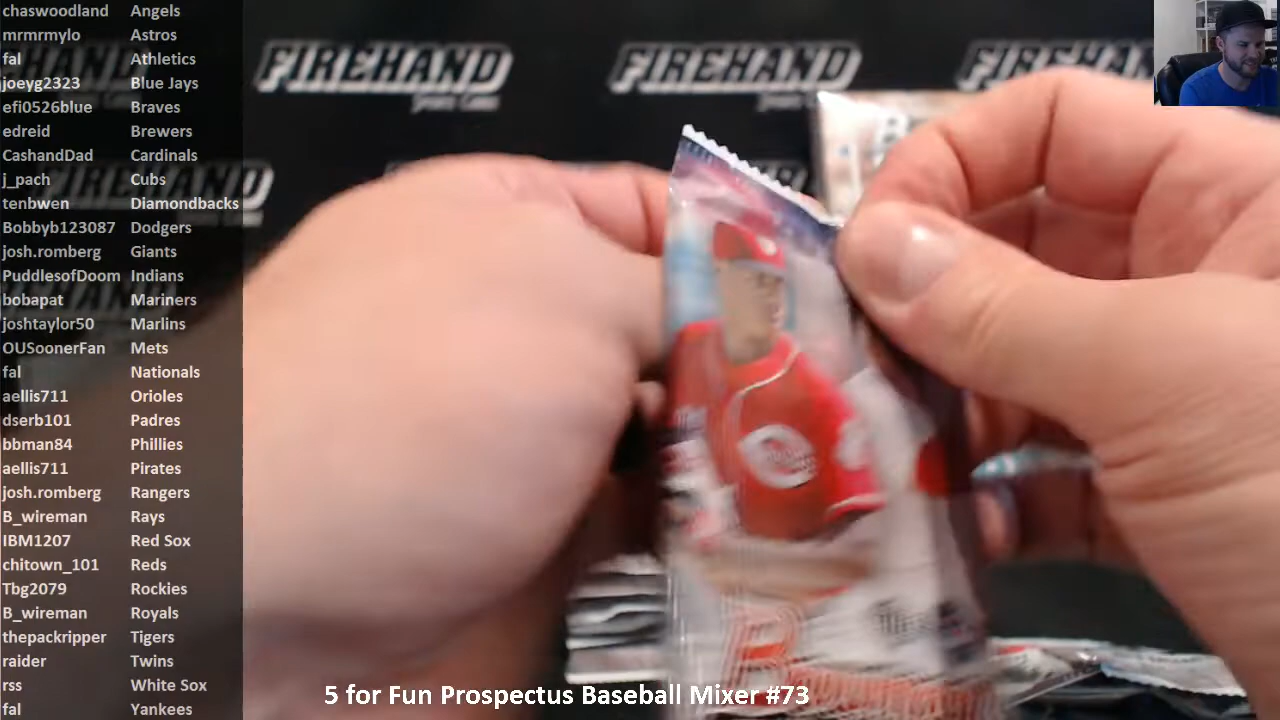 chaswoodland Angels
mrmrmylo Astros
fal Athletics
joeyg2323 Blue Jays
efi0526blue Braves
edreid Brewers
CashandDad Cardinals
j_pach Cubs
tenbwen Diamondbacks
Bobbyb123087 Dodgers
josh.romberg Giants
PuddlesofDoom Indians
bobapat Mariners
joshtaylor50 Marlins
OUSoonerFan Mets
fal Nationals
aellis711 Orioles
dserb101 Padres
bbman84 Phillies
aellis711 Pirates
josh.romberg Rangers
B_wireman Rays
IBM1207 Red Sox
chitown_101 Reds
Tbg2079 Rockies
B_wireman Royals
thepackripper Tigers
raider Twins
rss White Sox
fal Yankees
FIREHAND FIREHAND FIREHAND
5 for Fun Prospectus Baseball Mixer #73